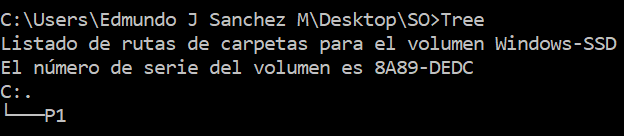 C:\Users\Edmundo J Sanchez M\Desktop\SO>Tree
Listado de rutas de carpetas para el volumen Windows-SSD
El número de serie del volumen es 8A89-DEDC
C:.
└───P1